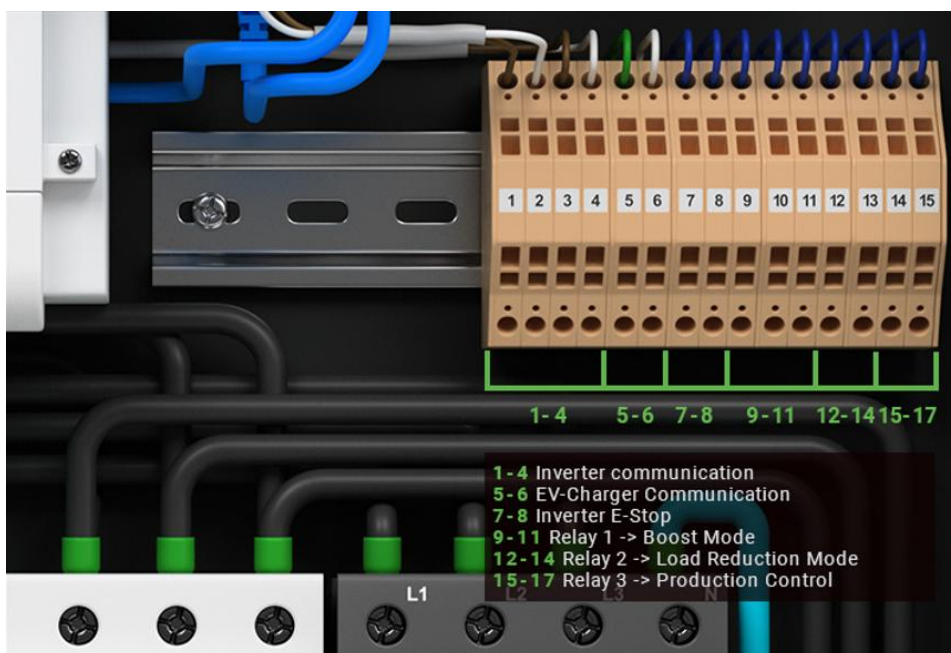 1 2 3 4 5 6 7 8 9 10 11 12 13 14 15
1-4 5-6 7-8 9-11 12-14 15-17
1-4 Inverter communication
5-6 EV-Charger Communication
7-8 Inverter E-Stop
9-11 Relay 1 -> Boost Mode
12-14 Relay 2 -> Load Reduction Mode
15-17 Relay 3 -> Production Control
L1 L2 L3 N